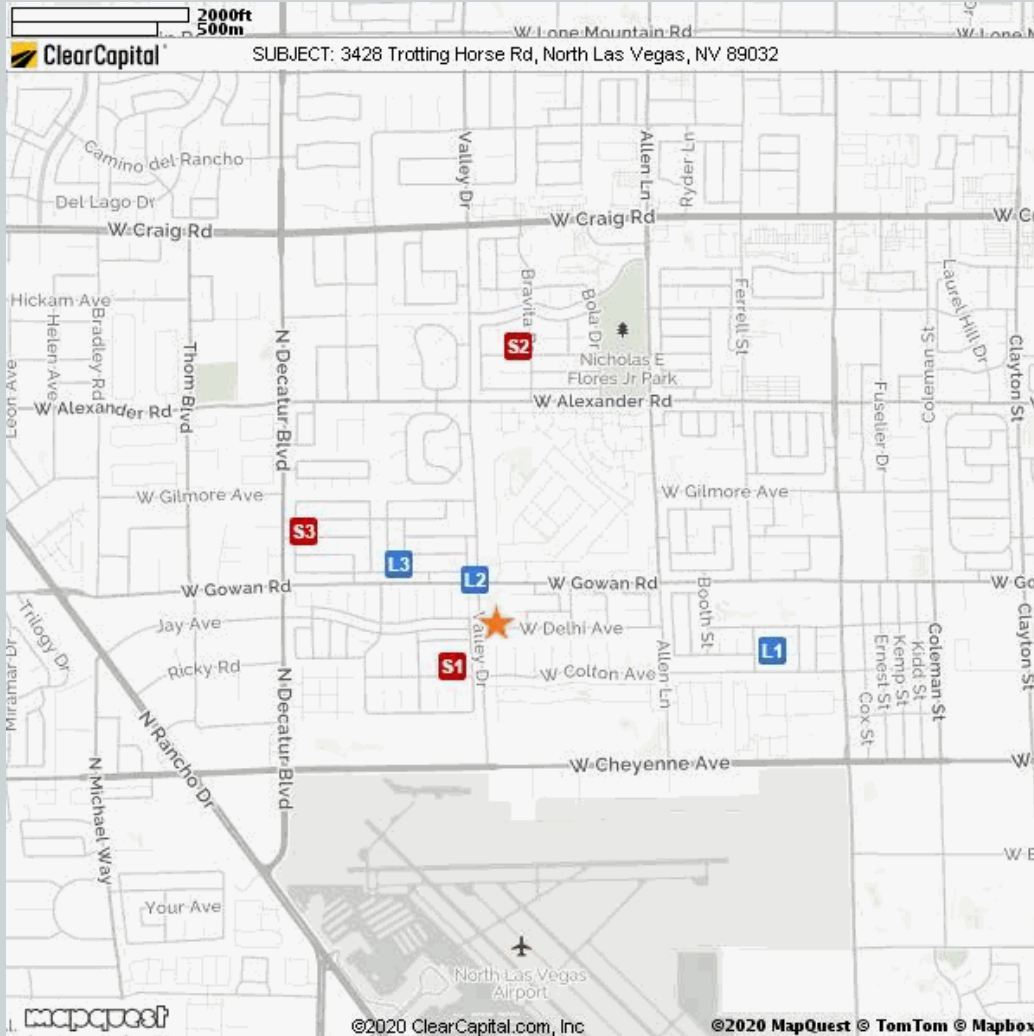 2000ft
500m
W Lone Mountain Rd
ClearCapital
SUBJECT: 3428 Trotting Horse Rd, North Las Vegas, NV 89032
Camino del Rancho
Valley Dr
Allen Ln
Ryder Ln
Del Lago Dr
W Craig Rd
W Craig Rd
Hickam Ave
Helen Ave
Bradley Rd
Thom Blvd
N Decatur Blvd
Bravita
Bola Dr
Ferrell St
Laurel Hill Dr
Coleman St
Clayton St
S2
Nicholas E
Flores Jr Park
Leon Ave
W Alexander Rd
W Alexander Rd
Fuselier Dr
W Gilmore Ave
W Gilmore Ave
S3
L3
L2
W Gowan Rd
W Gowan Rd
Booth St
Trilogy Dr
Jay Ave
Valley Dr
W Delhi Ave
L1
Miramar Dr
Ricky Rd
S1
W Colton Ave
Allen Ln
Cox St
Ernest St
Kemp St
Kidd St
Coleman St
Clayton St
N Decatur Blvd
N Rancho Dr
N Michael Way
W Cheyenne Ave
Your Ave
North Las Vegas
Airport
mapquest
©2020 ClearCapital.com, Inc
©2020 MapQuest © TomTom © Mapbo